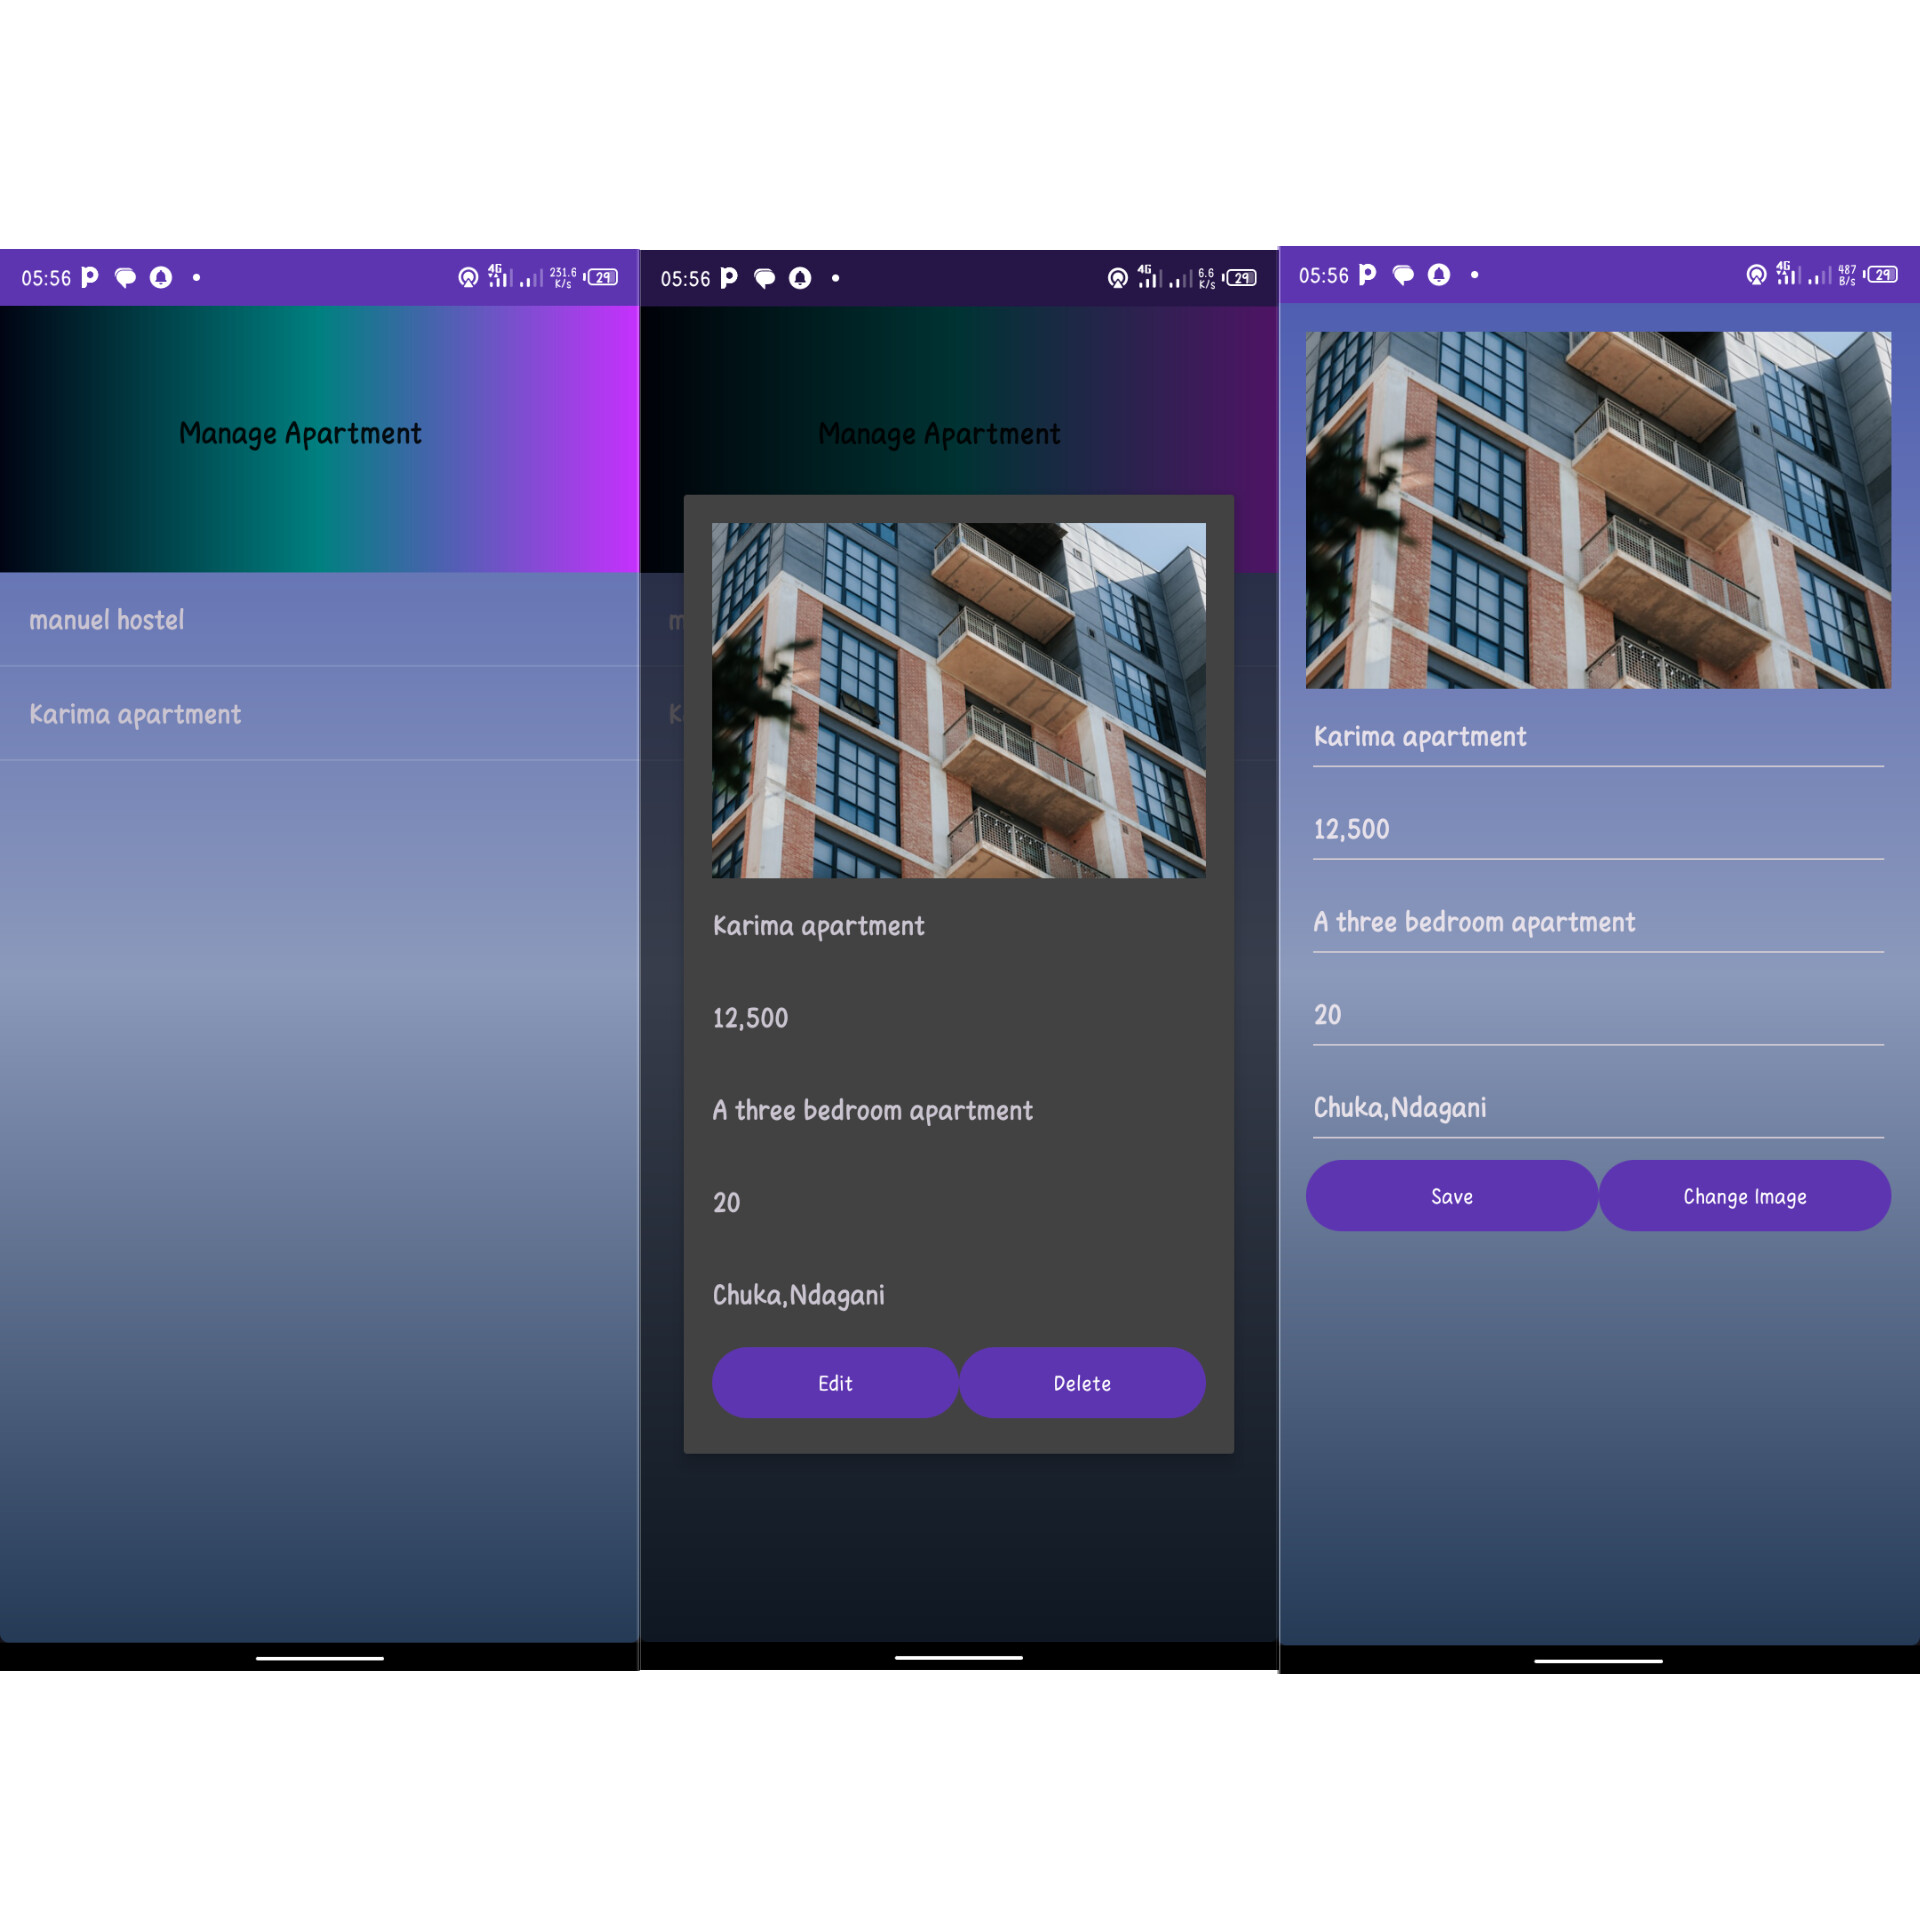 05:56
4G
231.6
K/s
29
Manage Apartment
manuel hostel
Karima apartment
05:56
4G
6.6
K/s
29
Manage Apartment
m
K
Karima apartment
12,500
A three bedroom apartment
20
Chuka,Ndagani
Edit Delete
05:56
4G
487
B/s
29
Karima apartment
12,500
A three bedroom apartment
20
Chuka,Ndagani
Save Change Image